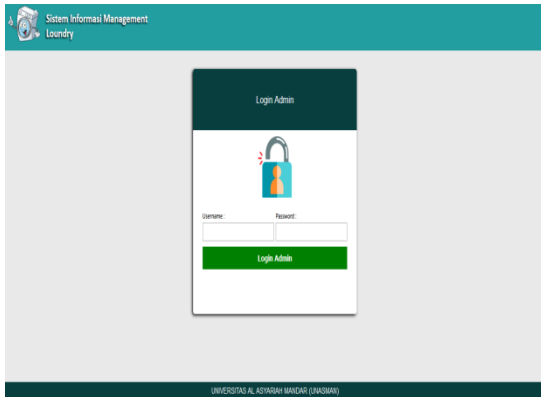 Sistem Informasi Management
Loundry
Login Admin
Username :
Password :
Login Admin
UNIVERSITAS AL ASYARIAH MANDAR (UNASMAN)